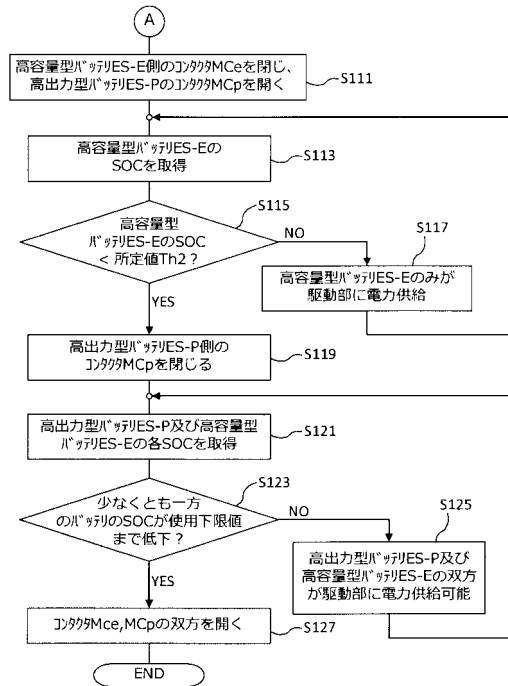 A
高容量型バッテリES-E側のコンタクタMCeを閉じ、
高出力型バッテリES-PのコンタクタMCpを開く
S111
高容量型バッテリES-Eの
SOCを取得
S113
高容量型
バッテリES-EのSOC
< 所定値Th2？
S115
NO
S117
高容量型バッテリES-Eのみが
駆動部に電力供給
YES
高出力型バッテリES-P側の
コンタクタMCpを閉じる
S119
高出力型バッテリES-P及び高容量型
バッテリES-Eの各SOCを取得
S121
少なくとも一方
のバッテリのSOCが使用下限値
まで低下？
S123
NO
S125
高出力型バッテリES-P及び
高容量型バッテリES-Eの双方
が駆動部に電力供給可能
YES
コンタクタMce,MCpの双方を開く
S127
END